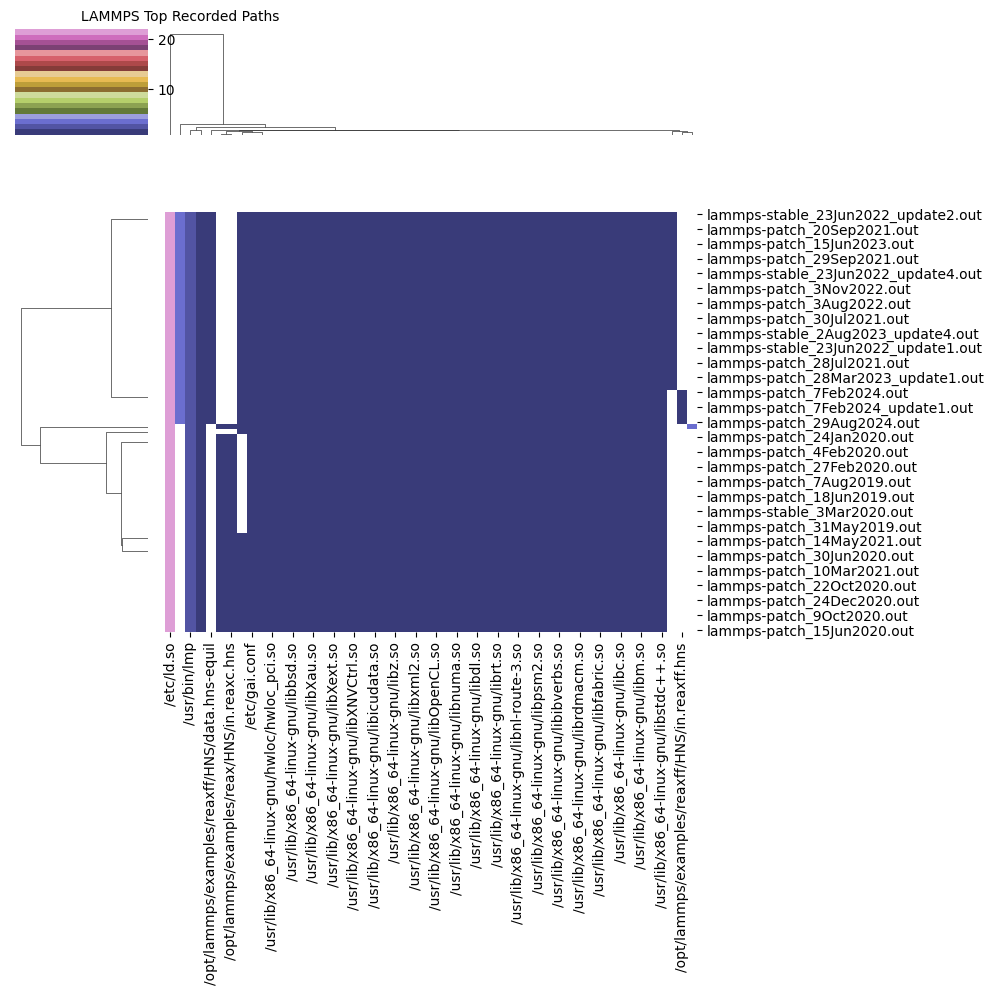 LAMMPS Top Recorded Paths
20
10
lammps-stable_23Jun2022_update2.out
lammps-patch_20Sep2021.out
lammps-patch_15Jun2023.out
lammps-patch_29Sep2021.out
lammps-stable_23Jun2022_update4.out
lammps-patch_3Nov2022.out
lammps-patch_3Aug2022.out
lammps-patch_30Jul2021.out
lammps-stable_2Aug2023_update4.out
lammps-stable_23Jun2022_update1.out
lammps-patch_28Jul2021.out
lammps-patch_28Mar2023_update1.out
lammps-patch_7Feb2024.out
lammps-patch_7Feb2024_update1.out
lammps-patch_29Aug2024.out
lammps-patch_24Jan2020.out
lammps-patch_4Feb2020.out
lammps-patch_27Feb2020.out
lammps-patch_7Aug2019.out
lammps-patch_18Jun2019.out
lammps-stable_3Mar2020.out
lammps-patch_31May2019.out
lammps-patch_14May2021.out
lammps-patch_30Jun2020.out
lammps-patch_10Mar2021.out
lammps-patch_22Oct2020.out
lammps-patch_24Dec2020.out
lammps-patch_9Oct2020.out
lammps-patch_15Jun2020.out
/etc/ld.so
/usr/bin/lmp
/opt/lammps/examples/reaxff/HNS/data.hns-equil
/opt/lammps/examples/reax/HNS/in.reaxc.hns
/etc/gai.conf
/usr/lib/x86_64-linux-gnu/hwloc/hwloc_pci.so
/usr/lib/x86_64-linux-gnu/libbsd.so
/usr/lib/x86_64-linux-gnu/libXau.so
/usr/lib/x86_64-linux-gnu/libXext.so
/usr/lib/x86_64-linux-gnu/libXNVCtrl.so
/usr/lib/x86_64-linux-gnu/libicudata.so
/usr/lib/x86_64-linux-gnu/libz.so
/usr/lib/x86_64-linux-gnu/libxml2.so
/usr/lib/x86_64-linux-gnu/libOpenCL.so
/usr/lib/x86_64-linux-gnu/libnuma.so
/usr/lib/x86_64-linux-gnu/libdl.so
/usr/lib/x86_64-linux-gnu/librt.so
/usr/lib/x86_64-linux-gnu/libnl-route-3.so
/usr/lib/x86_64-linux-gnu/libpsm2.so
/usr/lib/x86_64-linux-gnu/libibverbs.so
/usr/lib/x86_64-linux-gnu/librdmacm.so
/usr/lib/x86_64-linux-gnu/libfabric.so
/usr/lib/x86_64-linux-gnu/libc.so
/usr/lib/x86_64-linux-gnu/libm.so
/usr/lib/x86_64-linux-gnu/libstdc++.so
/opt/lammps/examples/reaxff/HNS/in.reaxff.hns